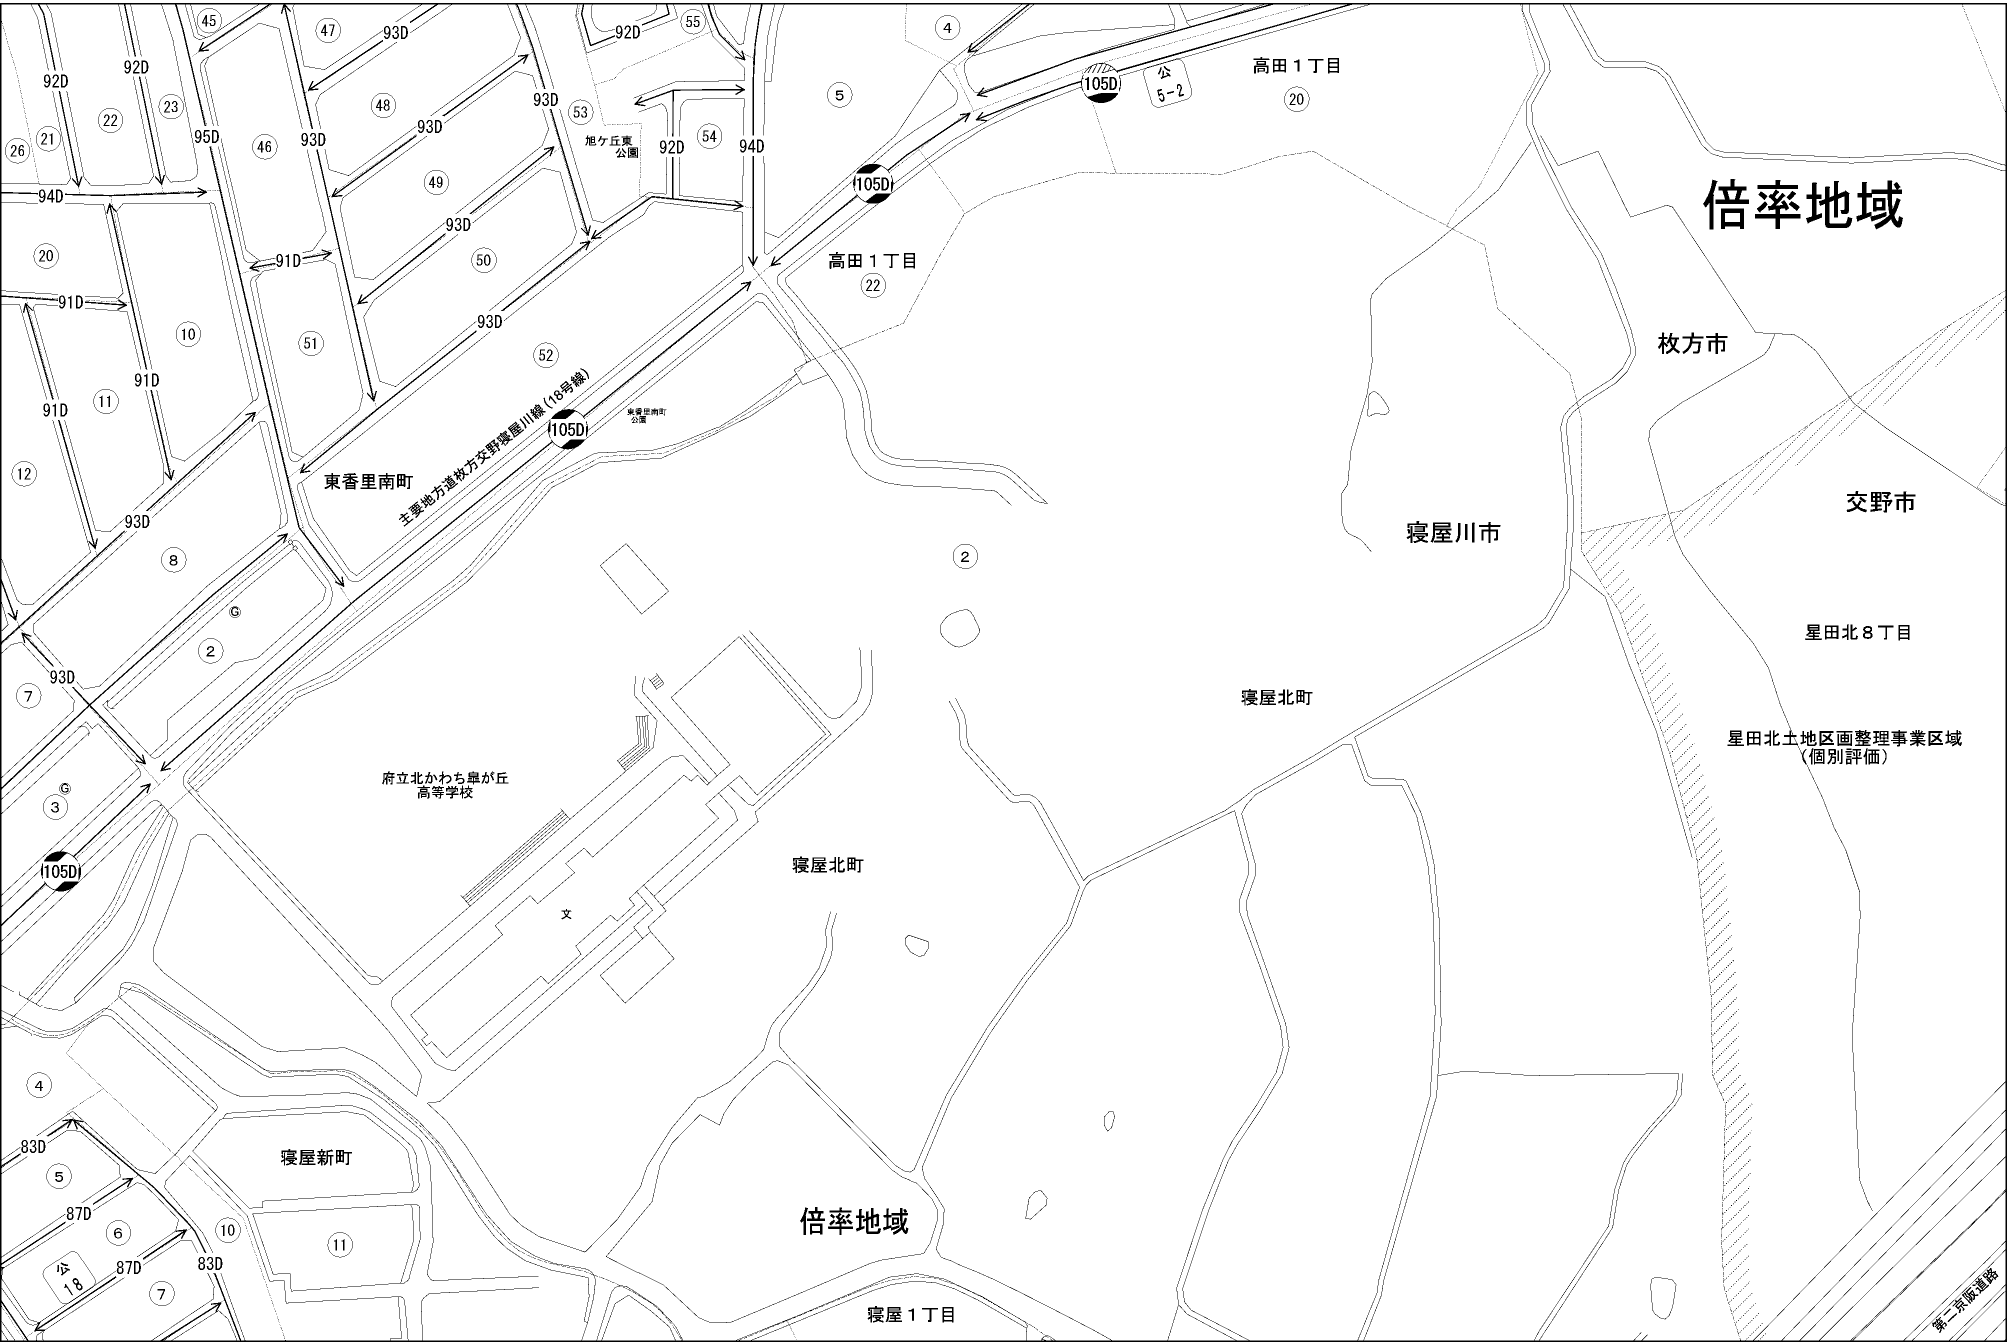 45
47
93D
92D
55
4
高田１丁目
105D
公
5-2
20
92D
92D
23
22
21
26
95D
46
93D
48
93D
93D
53
旭ケ丘東
公園
92D
54
94D
5
105D
倍率地域
94D
49
93D
50
20
91D
91D
高田１丁目
22
10
51
93D
52
枚方市
11
91D
91D
主要地方道枚方交野寝屋川線(18号線)
105D
東香里南町
公園
12
東香里南町
93D
交野市
寝屋川市
8
2
G
2
星田北８丁目
93D
7
寝屋北町
星田北土地区画整理事業区域
(個別評価)
府立北かわち皐が丘
高等学校
G
3
105D
寝屋北町
文
4
83D
5
寝屋新町
87D
6
10
11
倍率地域
公
18
87D
83D
7
寝屋１丁目
第二京阪道路